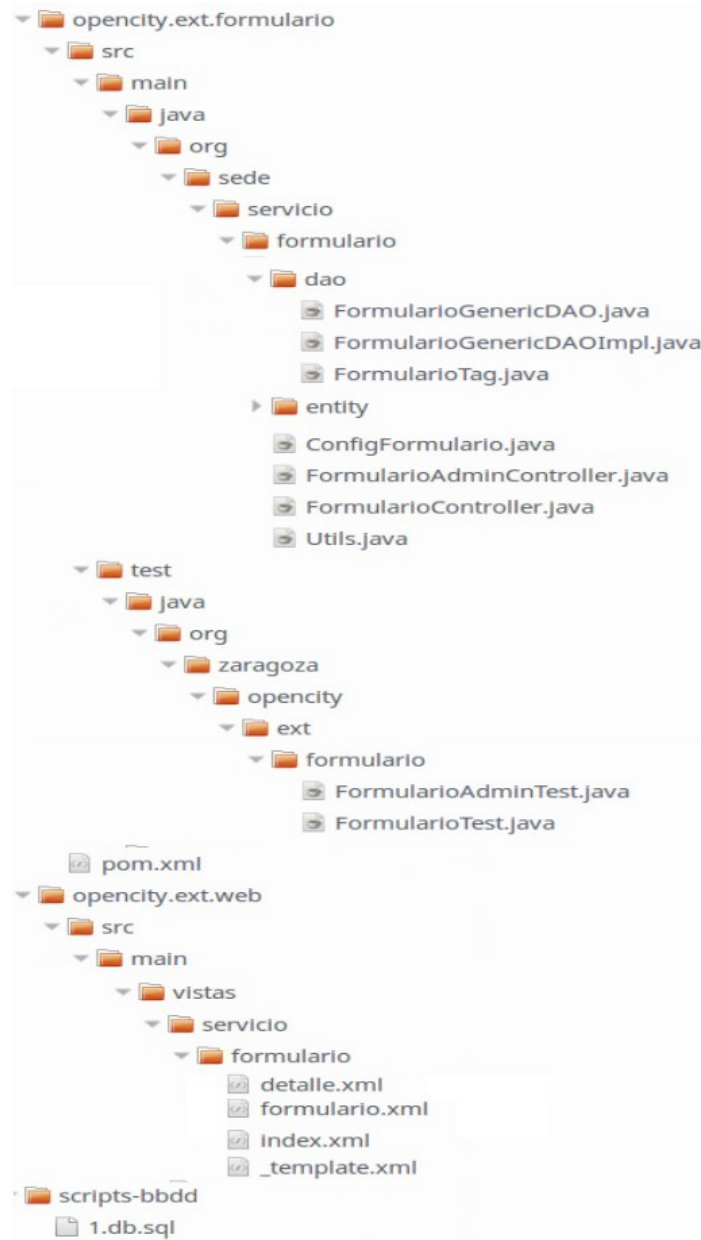 opencity.ext.formulario
src
main
java
org
sede
servicio
formulario
dao
FormularioGenericDAO.java
FormularioGenericDAOImpl.java
FormularioTag.java
entity
ConfigFormulario.java
FormularioAdminController.java
FormularioController.java
Utils.java
test
java
org
zaragoza
opencity
ext
formulario
FormularioAdminTest.java
FormularioTest.java
pom.xml
opencity.ext.web
src
main
vistas
servicio
formulario
detalle.xml
formulario.xml
index.xml
_template.xml
scripts-bbdd
1.db.sql